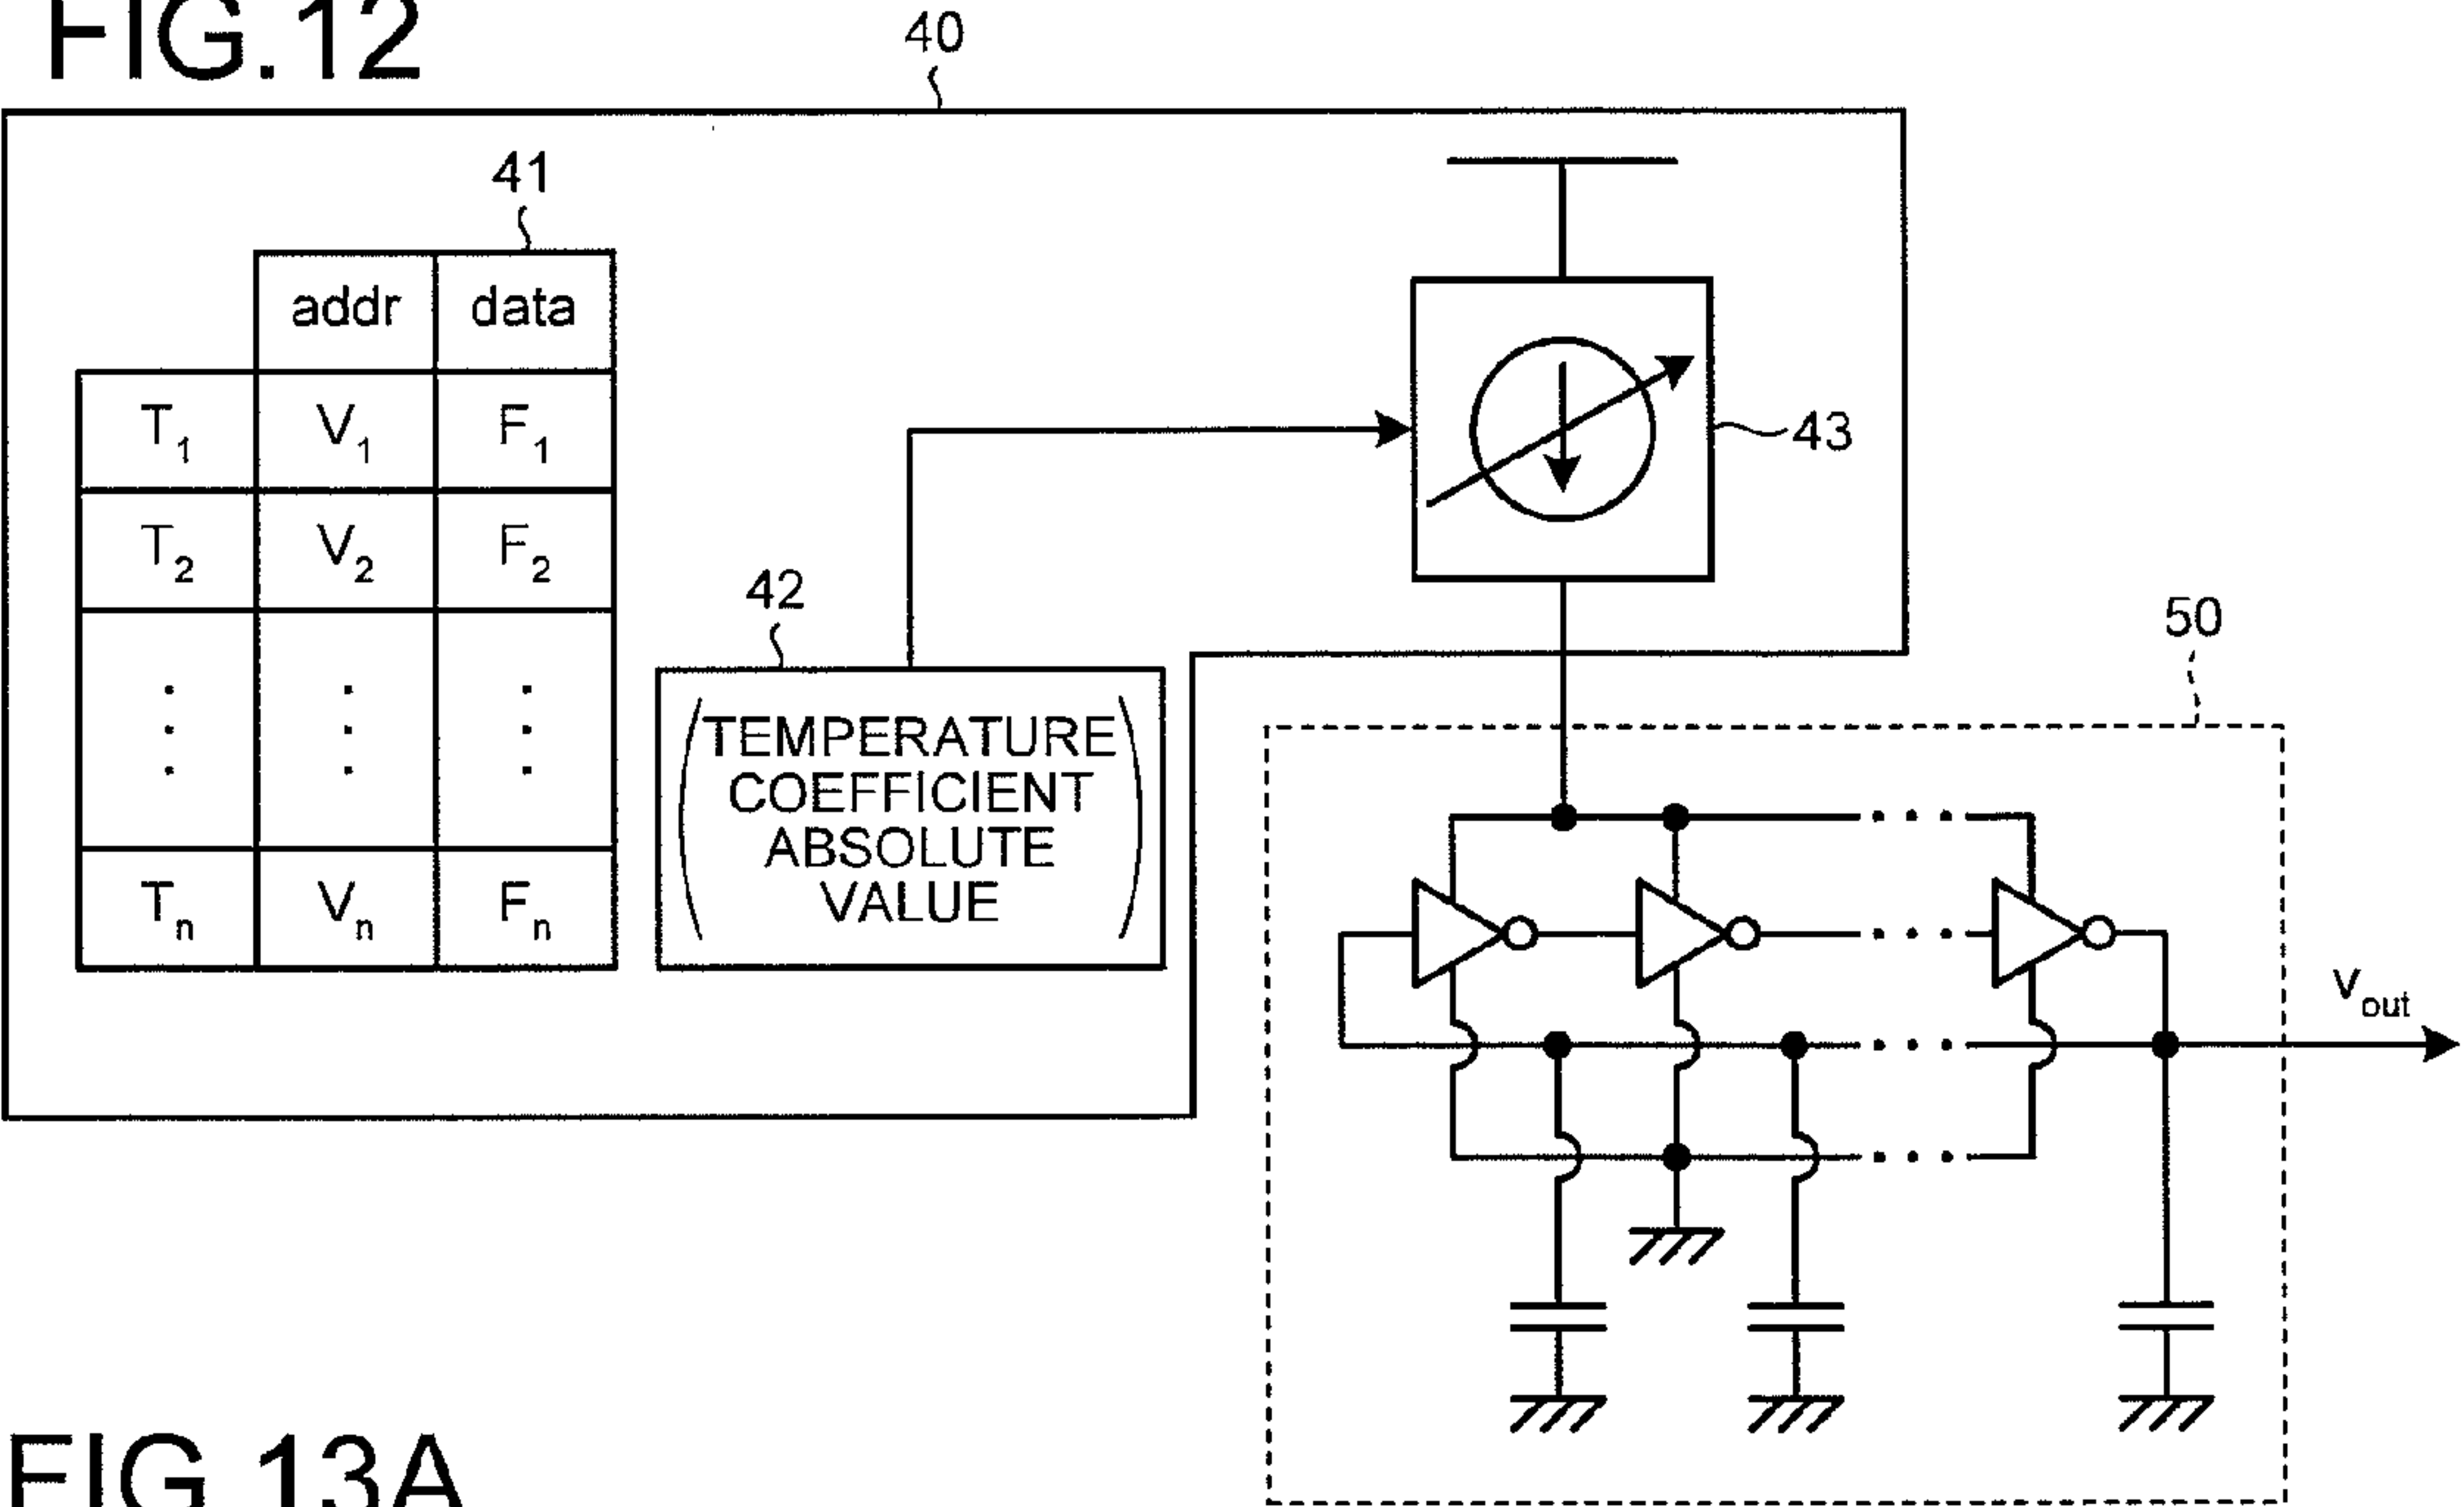 FIG.12
40
41
addr data
T1 V1 F1
T2 V2 F2
Tn Vn Fn
42
(TEMPERATURE
COEFFICIENT
ABSOLUTE
VALUE)
43
50
vout
FIG.13A